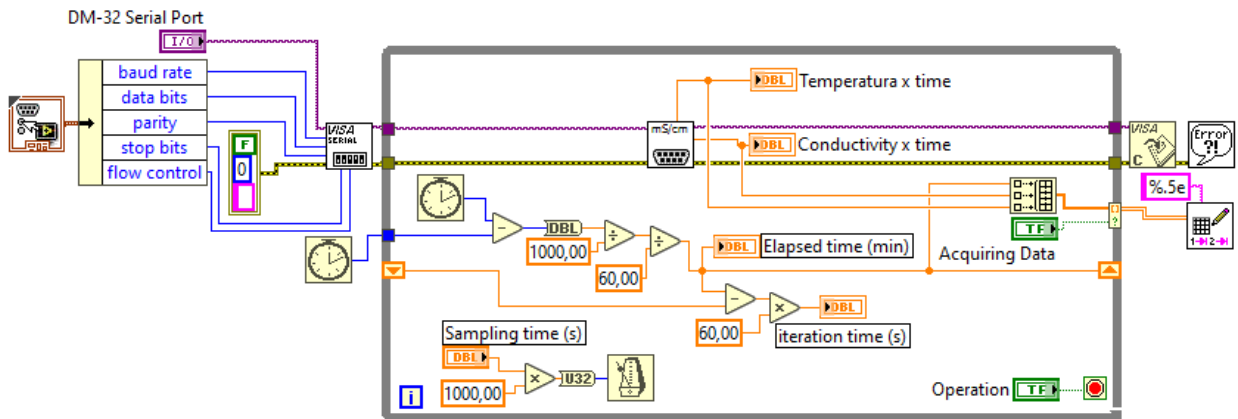 DM-32 Serial Port
I/O
baud rate
data bits
parity
stop bits
flow control
F
0
VISA
SERIAL
mS/cm
DBL
Temperatura x time
DBL
Conductivity x time
VISA
C
Error
?!
%.5e
1 2
TF
Acquiring Data
DBL
1000,00
60,00
DBL
Elapsed time (min)
60,00
DBL
iteration time (s)
Sampling time (s)
DBL
1000,00
U32
i
Operation
TF